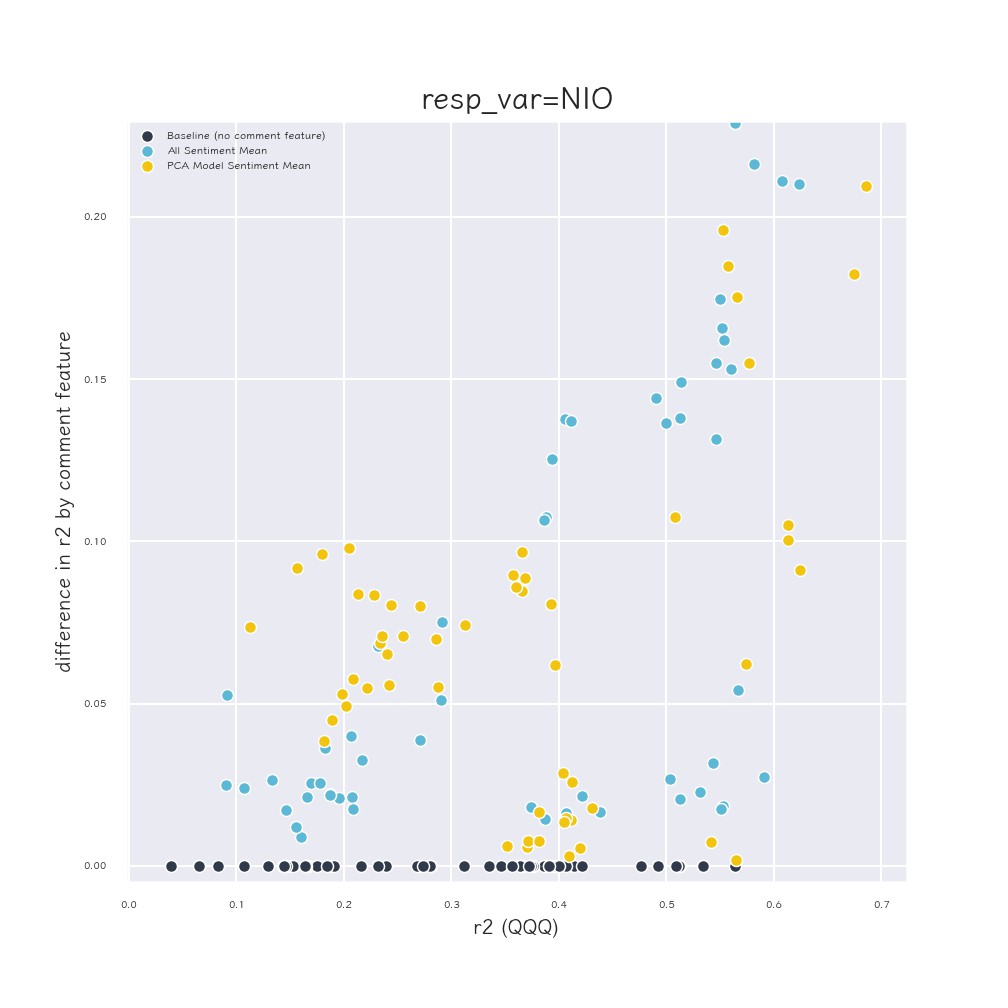 resp_var=NIO
Baseline (no comment feature)
All Sentiment Mean
PCA Model Sentiment Mean
difference in r2 by comment feature
0.20
0.15
0.10
0.05
0.00
0.0 0.1 0.2 0.3 0.4 0.5 0.6 0.7
r2 (QQQ)